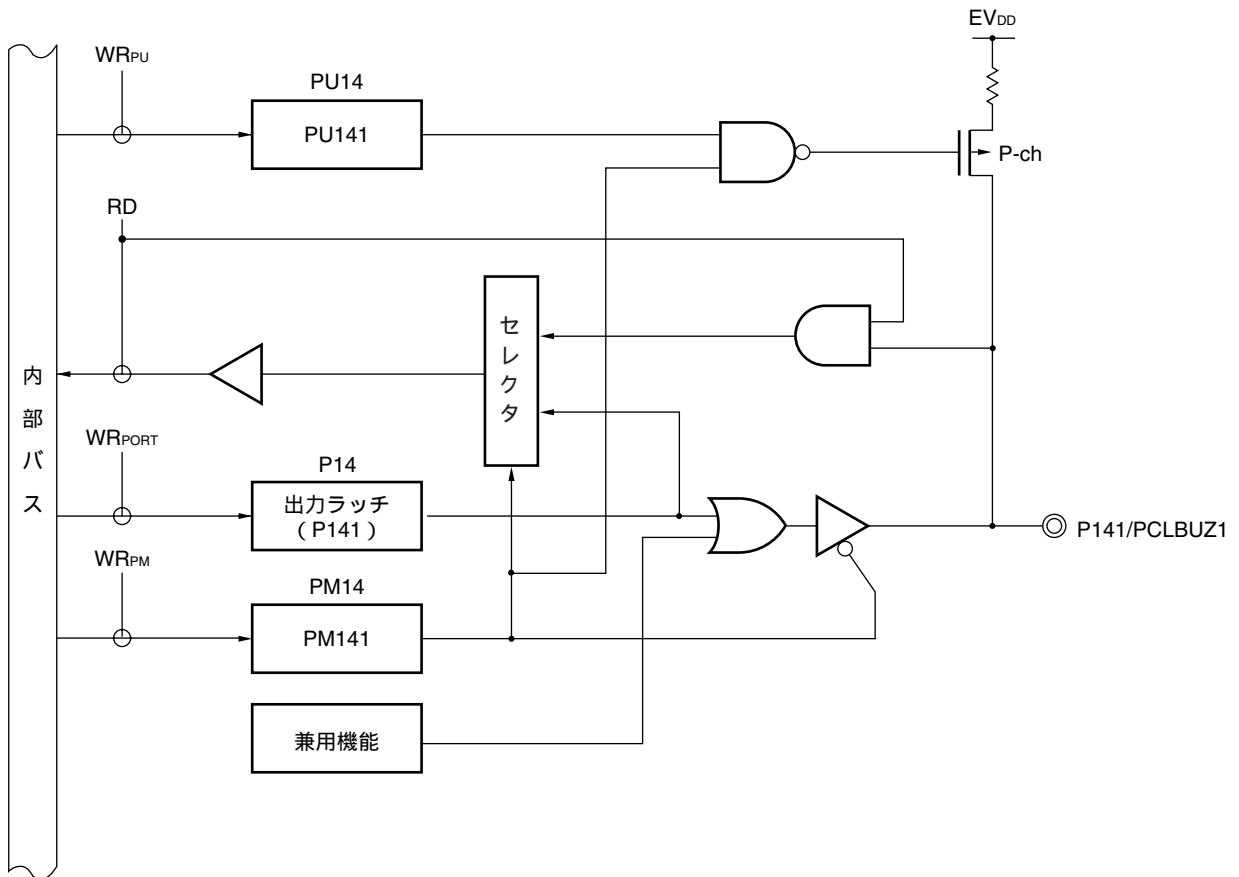 EVDD
WRPU
PU14
PU141
P-ch
RD
セレクタ
内部バス
WRPORT
P14
出力ラッチ
(P141)
P141/PCLBUZ1
WRPM
PM14
PM141
兼用機能